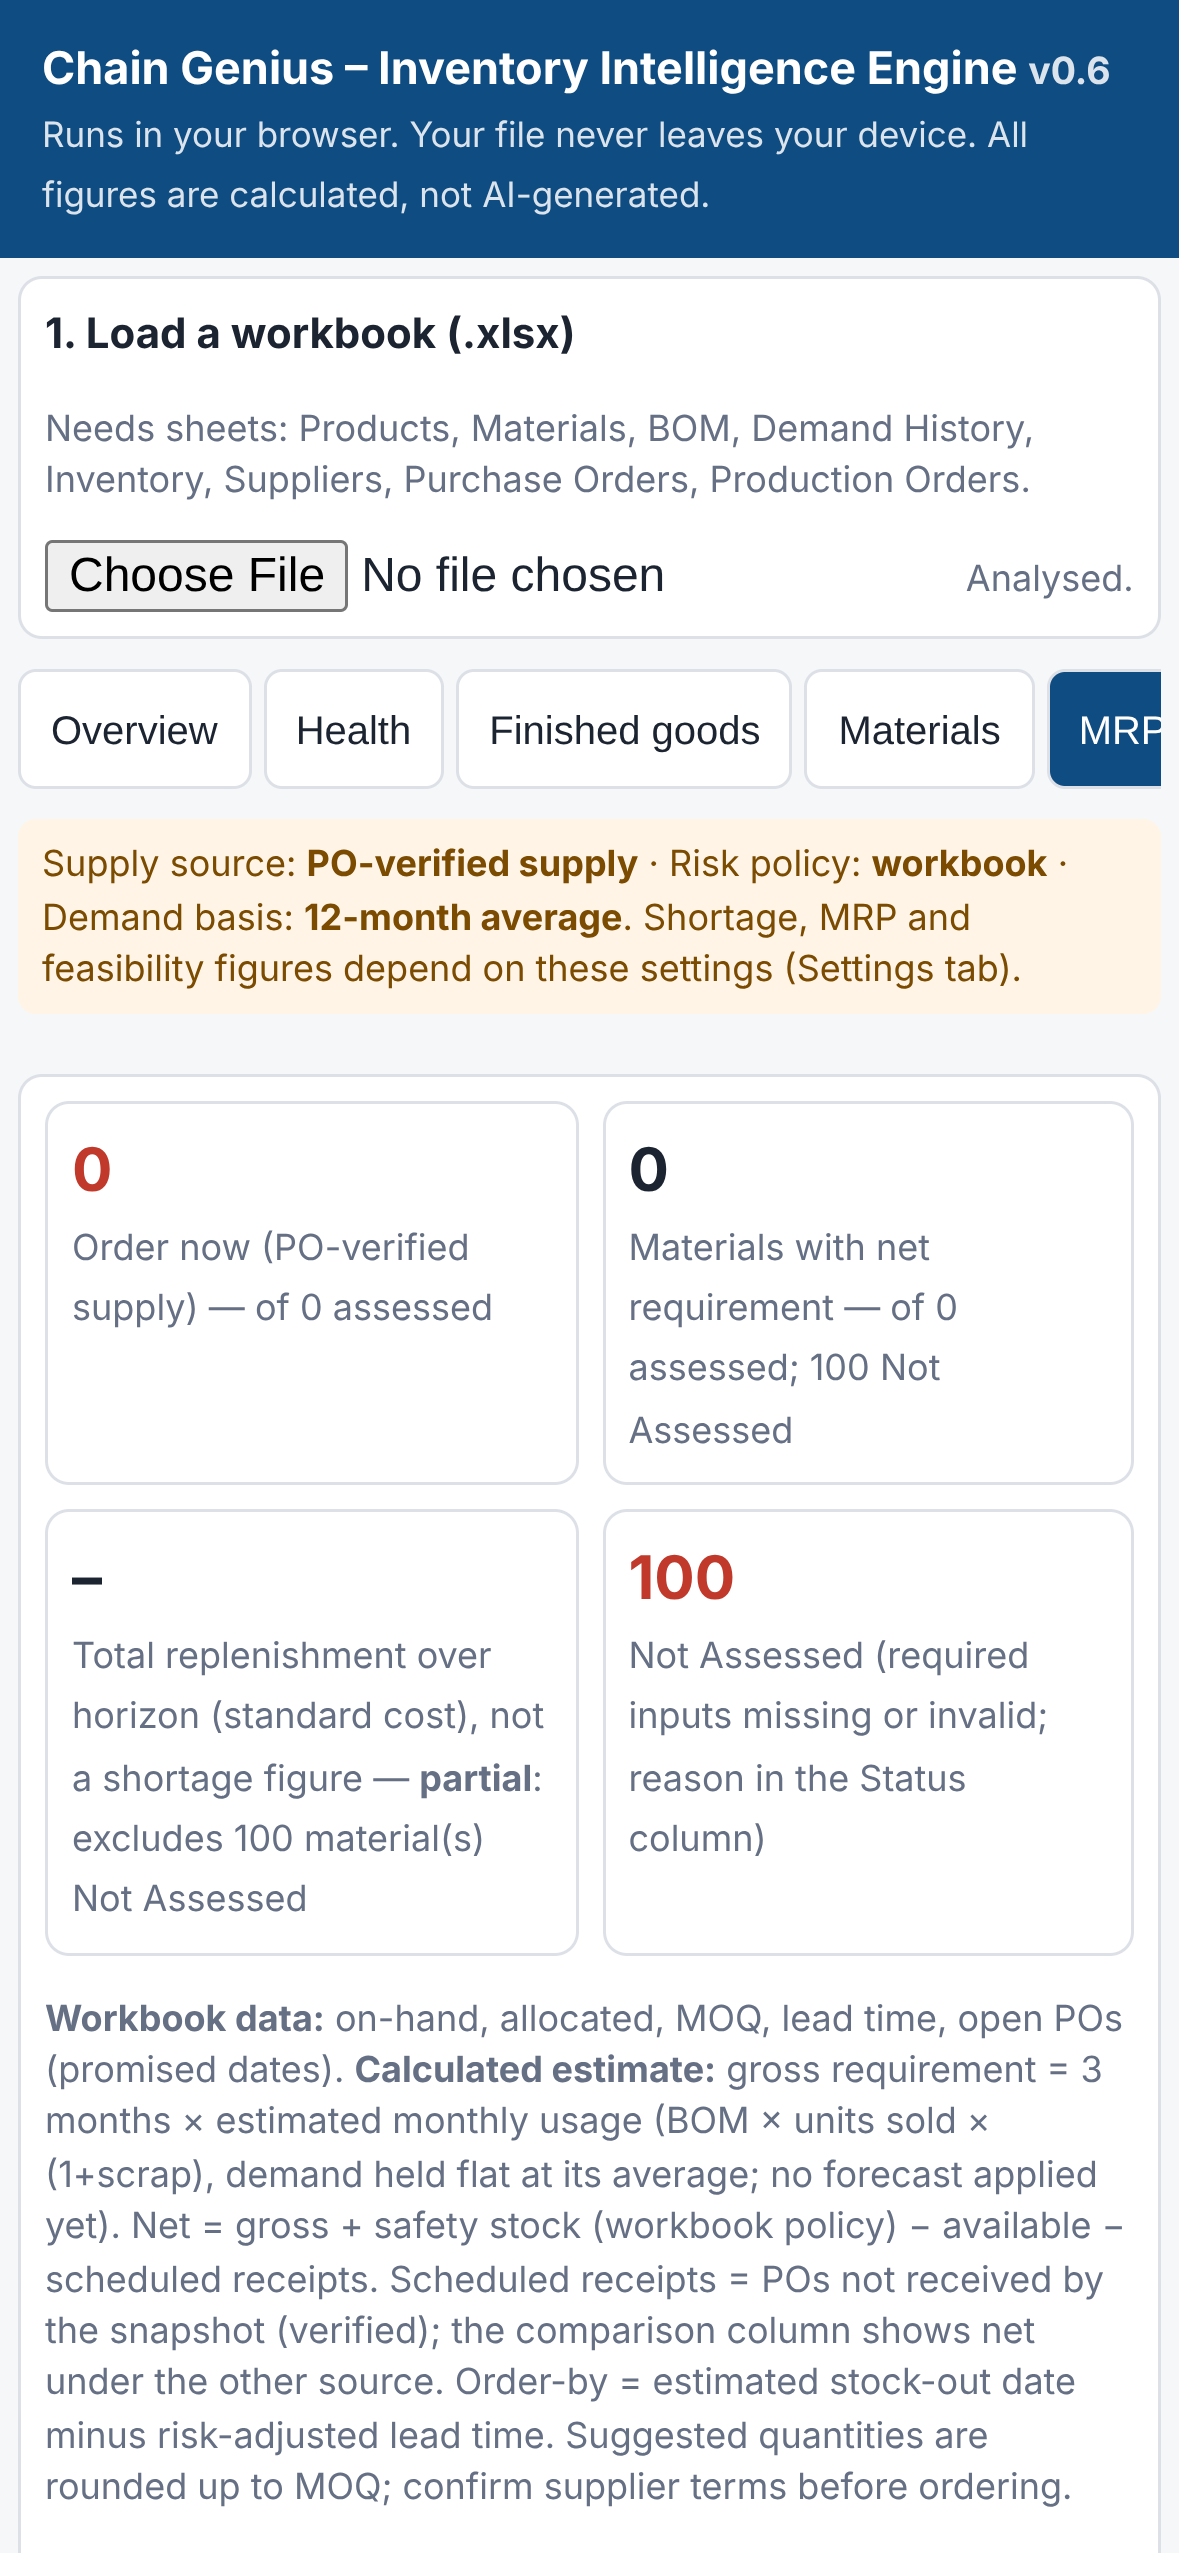 Chain Genius – Inventory Intelligence Engine v0.6
Runs in your browser. Your file never leaves your device. All
figures are calculated, not AI-generated.
1. Load a workbook (.xlsx)
Needs sheets: Products, Materials, BOM, Demand History,
Inventory, Suppliers, Purchase Orders, Production Orders.
Choose File No file chosen
Analysed.
Overview
Health
Finished goods
Materials
MRP
Supply source: PO-verified supply · Risk policy: workbook ·
Demand basis: 12-month average. Shortage, MRP and
feasibility figures depend on these settings (Settings tab).
0
Order now (PO-verified
supply) — of 0 assessed
0
Materials with net
requirement — of 0
assessed; 100 Not
Assessed
–
Total replenishment over
horizon (standard cost), not
a shortage figure — partial:
excludes 100 material(s)
Not Assessed
100
Not Assessed (required
inputs missing or invalid;
reason in the Status
column)
Workbook data: on-hand, allocated, MOQ, lead time, open POs
(promised dates). Calculated estimate: gross requirement = 3
months × estimated monthly usage (BOM × units sold ×
(1+scrap), demand held flat at its average; no forecast applied
yet). Net = gross + safety stock (workbook policy) − available −
scheduled receipts. Scheduled receipts = POs not received by
the snapshot (verified); the comparison column shows net
under the other source. Order-by = estimated stock-out date
minus risk-adjusted lead time. Suggested quantities are
rounded up to MOQ; confirm supplier terms before ordering.